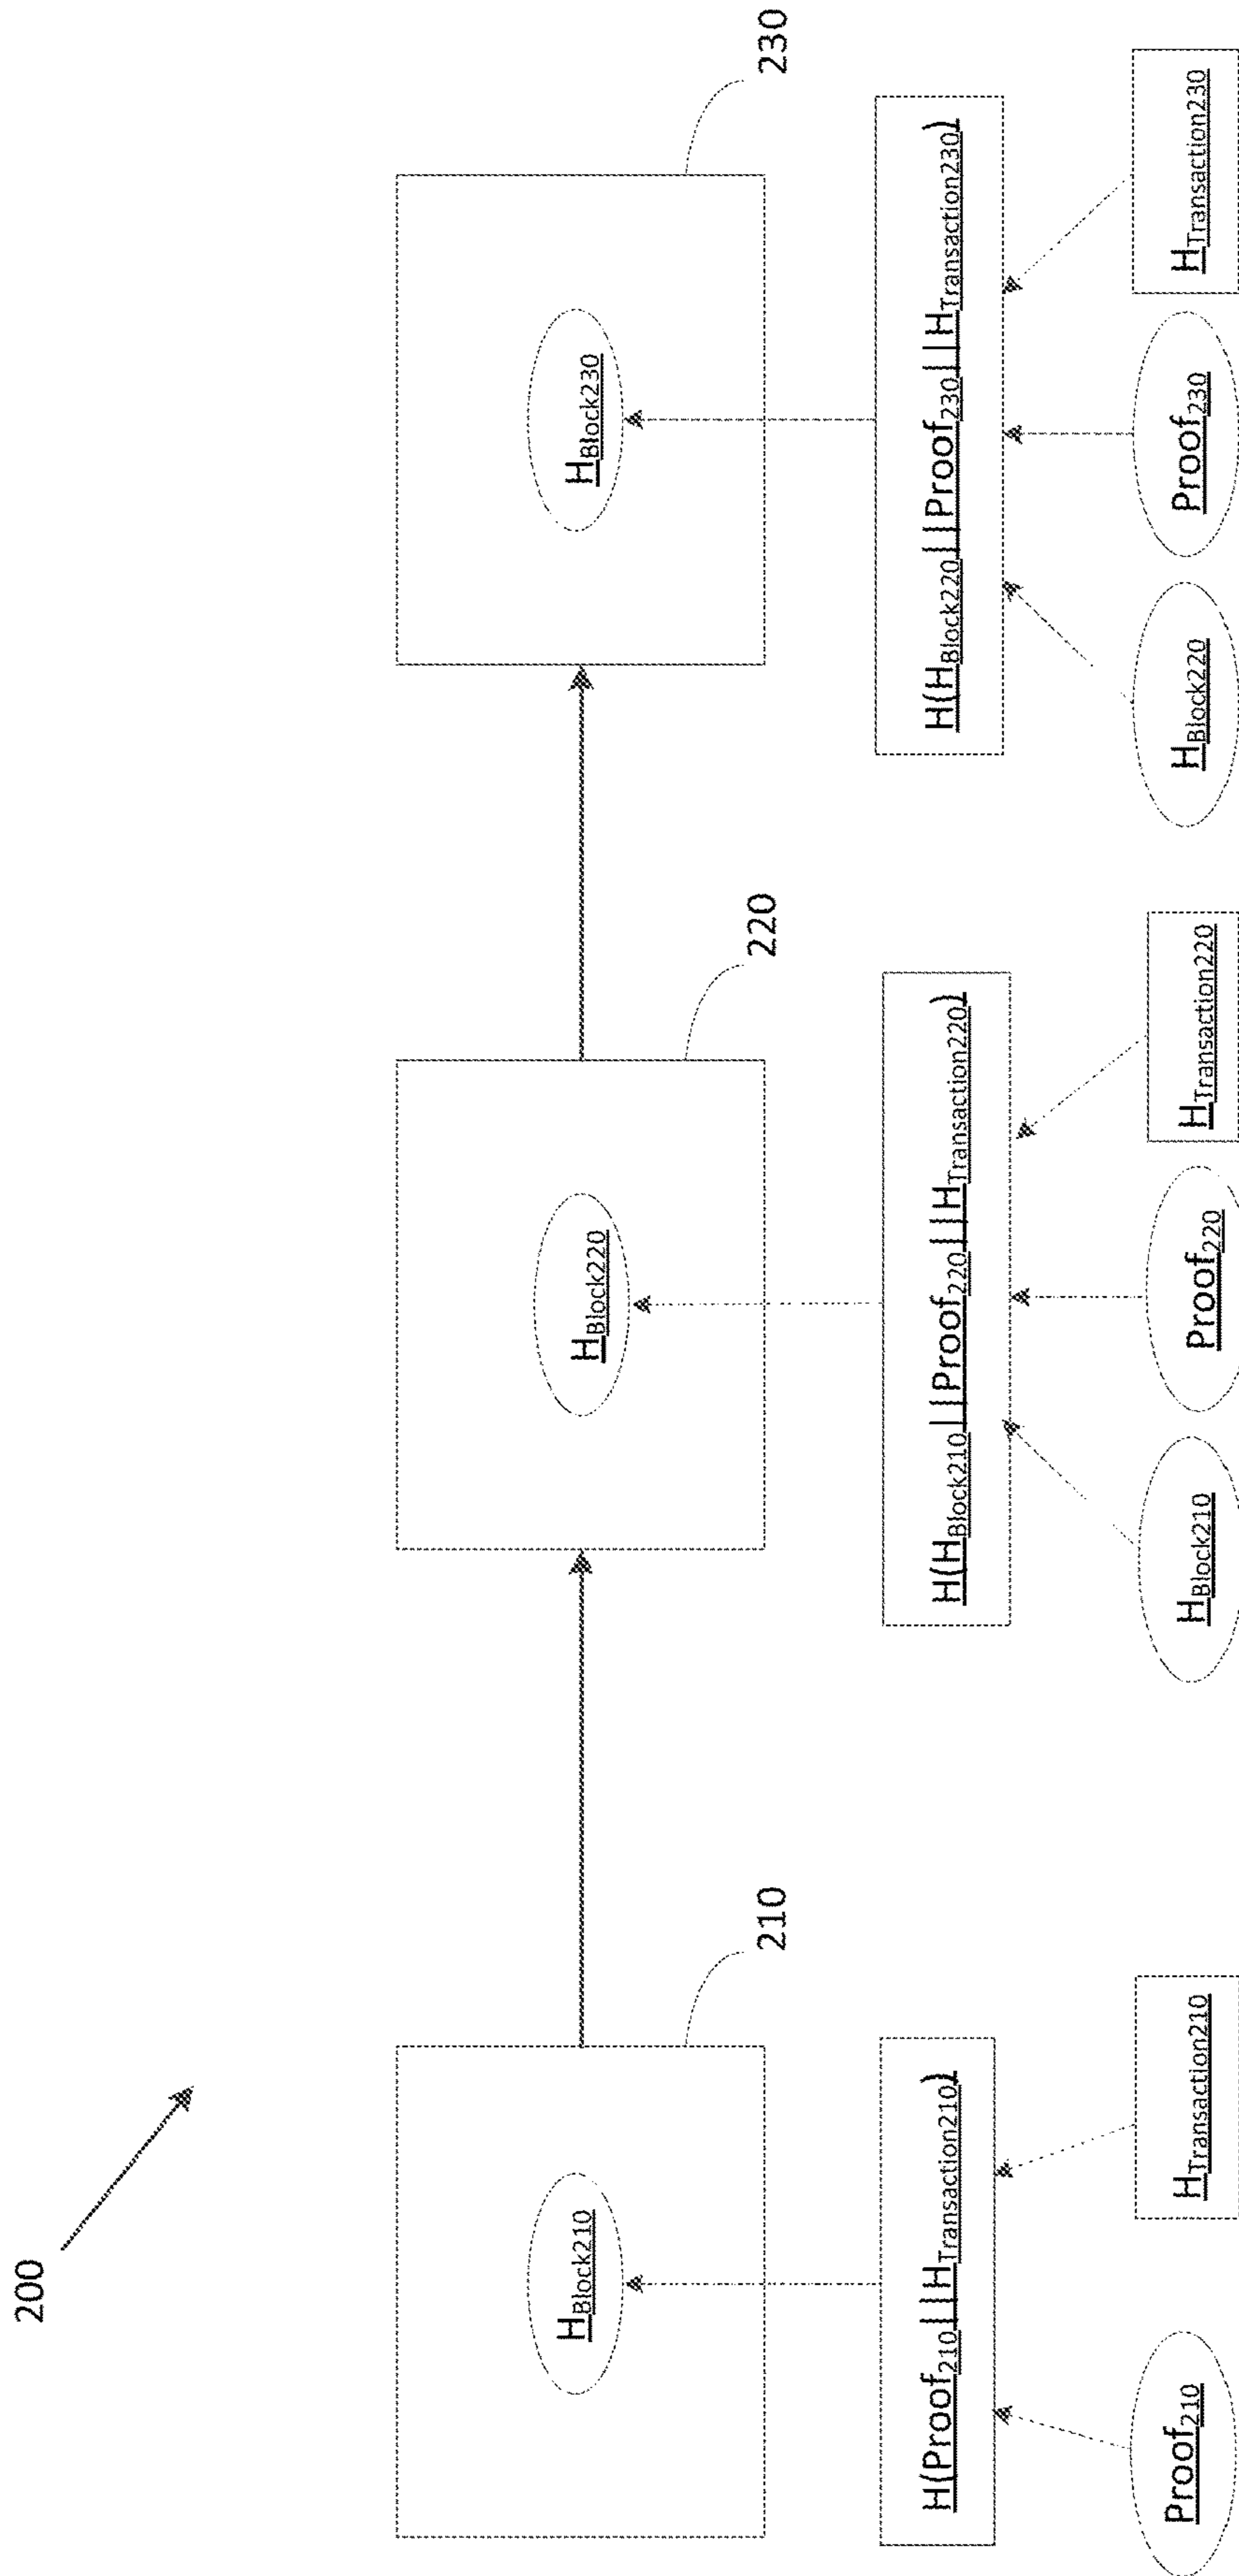 200
210
220
230
H_Block210
H_Block220
H_Block230
H(Proof_210||H_Transaction210)
H(H_Block210||Proof_220||H_Transaction220)
H(H_Block220||Proof_230||H_Transaction230)
Proof_210
H_Transaction210
H_Block210
Proof_220
H_Transaction220
H_Block220
Proof_230
H_Transaction230